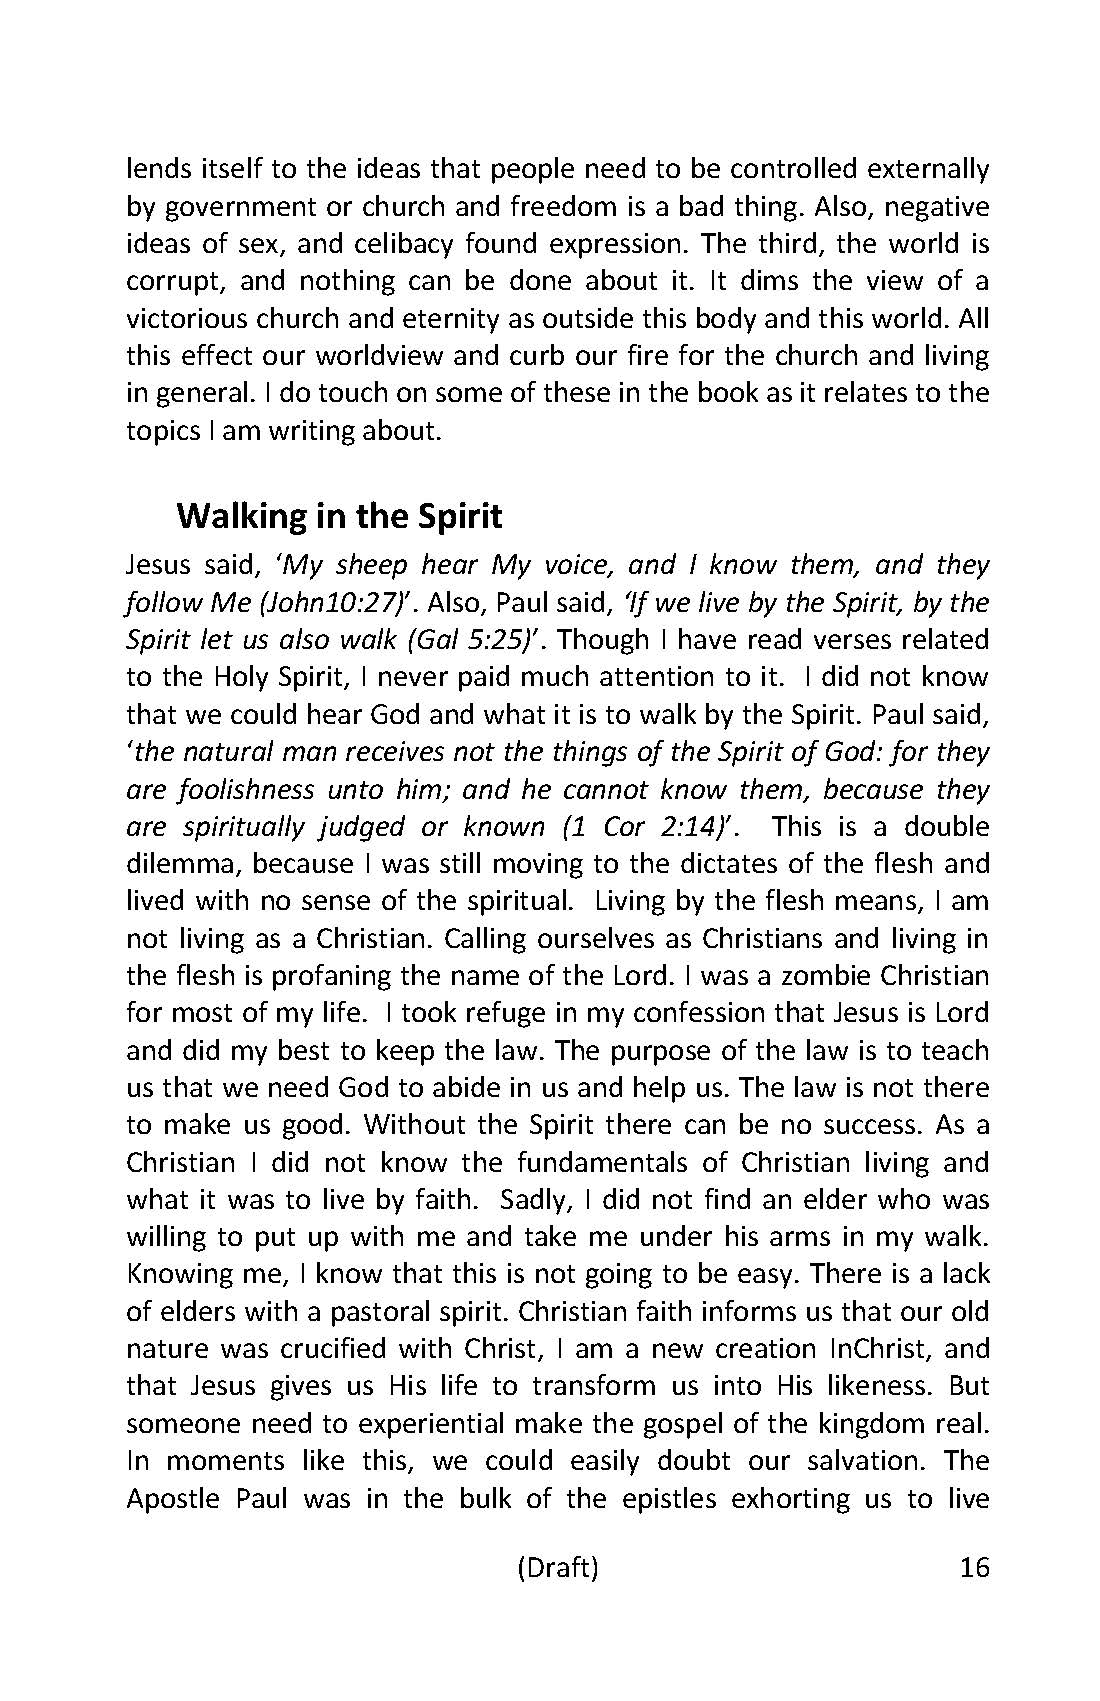 lends itself to the ideas that people need to be controlled externally
by government or church and freedom is a bad thing. Also, negative
ideas of sex, and celibacy found expression. The third, the world is
corrupt, and nothing can be done about it. It dims the view of a
victorious church and eternity as outside this body and this world. All
this effect our worldview and curb our fire for the church and living
in general. I do touch on some of these in the book as it relates to the
topics I am writing about.
Walking in the Spirit
Jesus said, ‘My sheep hear My voice, and I know them, and they
follow Me (John10:27)’. Also, Paul said, ‘If we live by the Spirit, by the
Spirit let us also walk (Gal 5:25)’. Though I have read verses related
to the Holy Spirit, I never paid much attention to it.  I did not know
that we could hear God and what it is to walk by the Spirit. Paul said,
‘the natural man receives not the things of the Spirit of God: for they
are foolishness unto him; and he cannot know them, because they
are spiritually judged or known (1 Cor 2:14)’.  This is a double
dilemma, because I was still moving to the dictates of the flesh and
lived with no sense of the spiritual.  Living by the flesh means, I am
not living as a Christian. Calling ourselves as Christians and living in
the flesh is profaning the name of the Lord. I was a zombie Christian
for most of my life.  I took refuge in my confession that Jesus is Lord
and did my best to keep the law. The purpose of the law is to teach
us that we need God to abide in us and help us. The law is not there
to make us good. Without the Spirit there can be no success. As a
Christian I did not know the fundamentals of Christian living and
what it was to live by faith.  Sadly, I did not find an elder who was
willing to put up with me and take me under his arms in my walk.
Knowing me, I know that this is not going to be easy. There is a lack
of elders with a pastoral spirit. Christian faith informs us that our old
nature was crucified with Christ, I am a new creation InChrist, and
that Jesus gives us His life to transform us into His likeness. But
someone need to experiential make the gospel of the kingdom real.
In moments like this, we could easily doubt our salvation. The
Apostle Paul was in the bulk of the epistles exhorting us to live
(Draft) 16